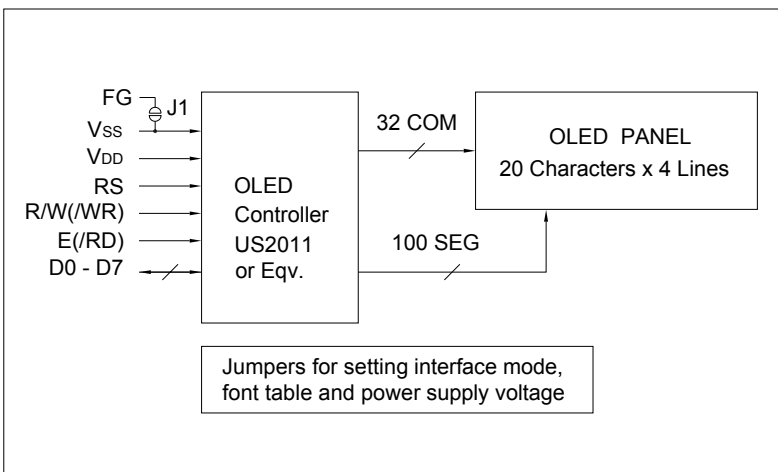 FG
J1
VSS
VDD
RS
R/W(/WR)
E(/RD)
D0 - D7
OLED
Controller
US2011
or Eqv.
32 COM
100 SEG
OLED PANEL
20 Characters x 4 Lines
Jumpers for setting interface mode,
font table and power supply voltage